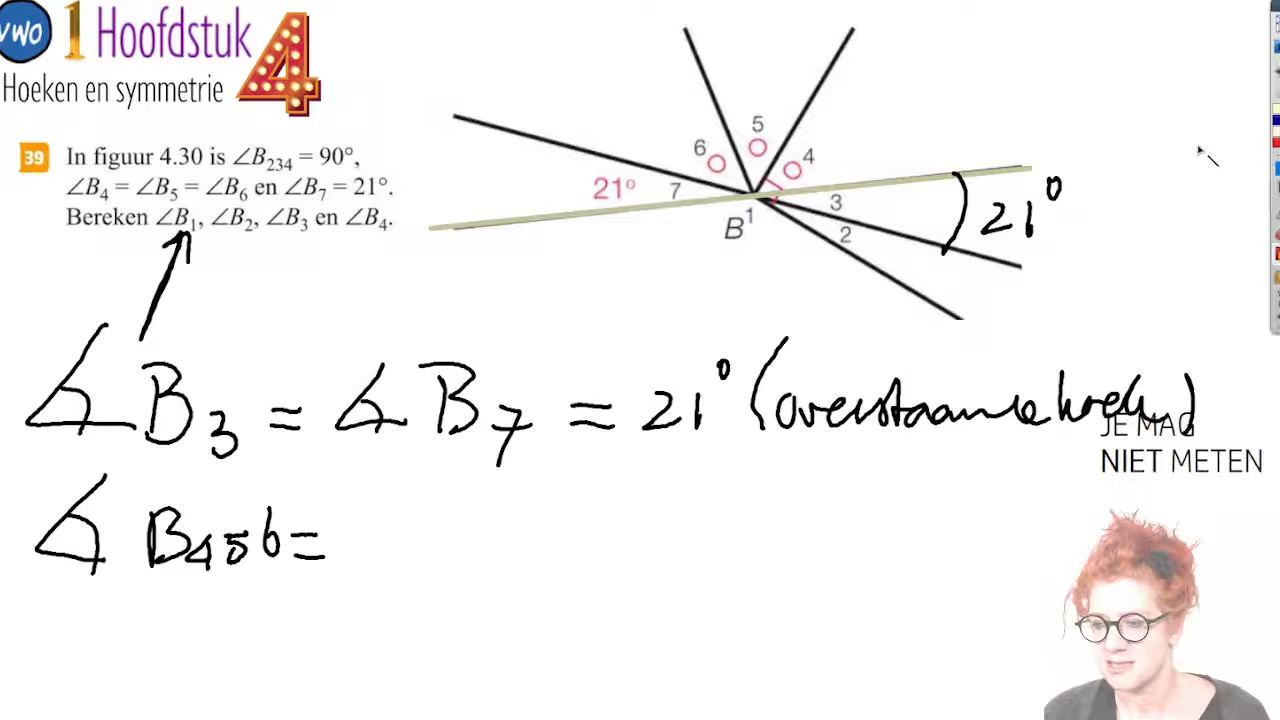 VWO 1 Hoofdstuk 4
Hoeken en symmetrie
39 In figuur 4.30 is ∠B234 = 90°,
∠B4 = ∠B5 = ∠B6 en ∠B7 = 21°.
Bereken ∠B1, ∠B2, ∠B3 en ∠B4.
5
6 4
21° 7 3
B 1 2
21°
∠B3 = ∠B7 = 21° (overstaande hoek)
JE MAG
NIET METEN
∠B456=